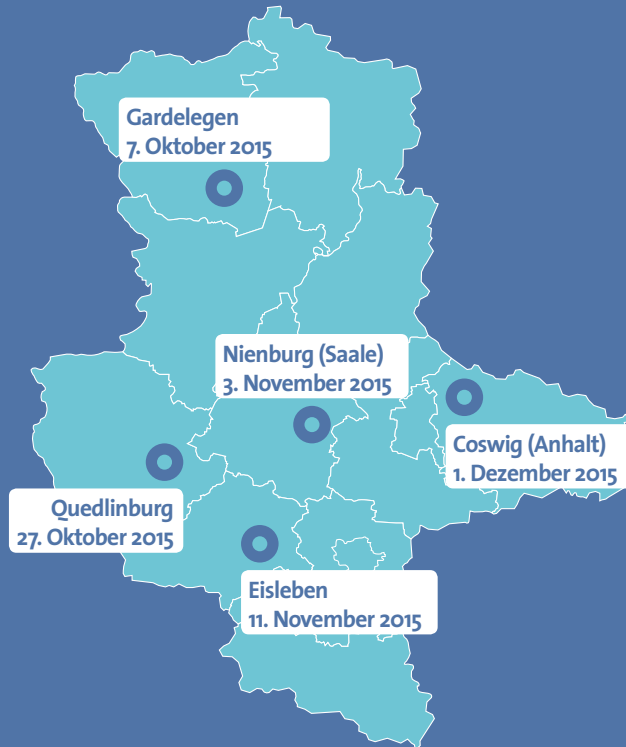 Gardelegen
7. Oktober 2015
Nienburg (Saale)
3. November 2015
Coswig (Anhalt)
1. Dezember 2015
Quedlinburg
27. Oktober 2015
Eisleben
11. November 2015